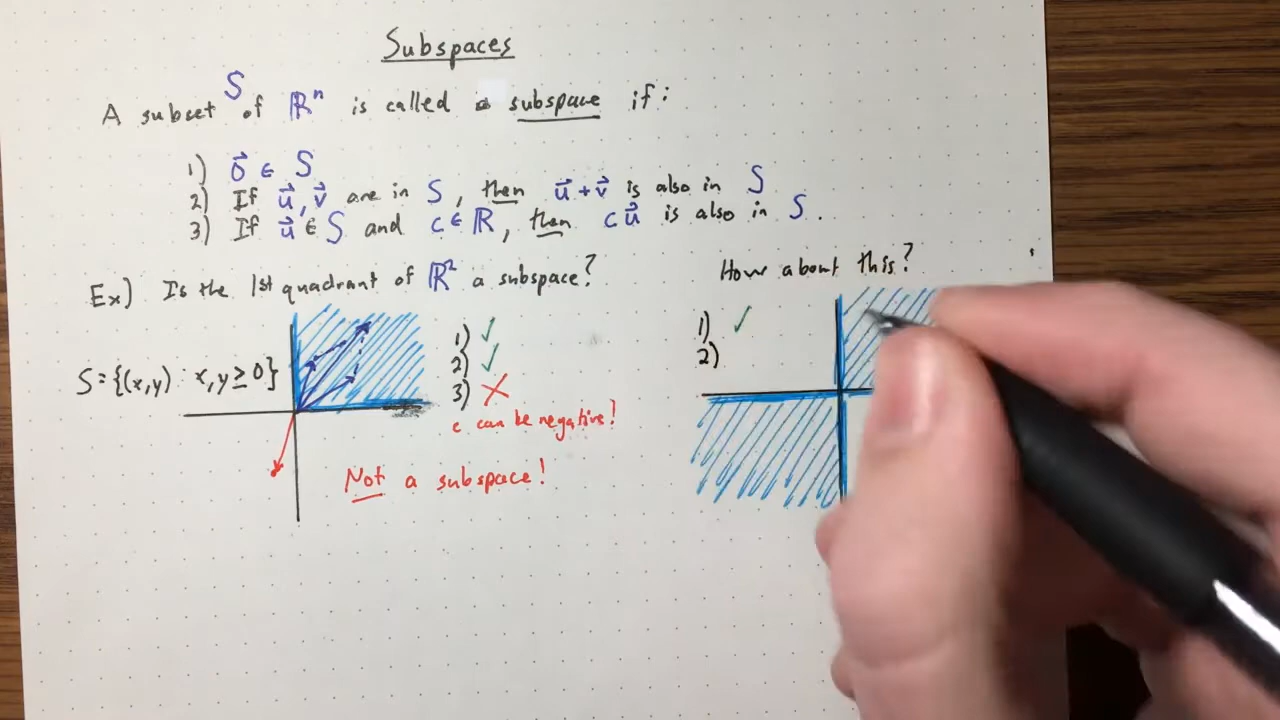 Subspaces
A subset S of ℝⁿ is called a subspace if:
1) 0⃗ ∈ S
2) If u⃗, v⃗ are in S, then u⃗ + v⃗ is also in S
3) If u⃗ ∈ S and c ∈ ℝ, then c u⃗ is also in S.
Ex) Is the 1st quadrant of ℝ² a subspace?
S = {(x,y) : x,y ≥ 0}
1) ✓
2) ✓
3) ✗
c can be negative!
Not a subspace!
How about this?
1) ✓
2)